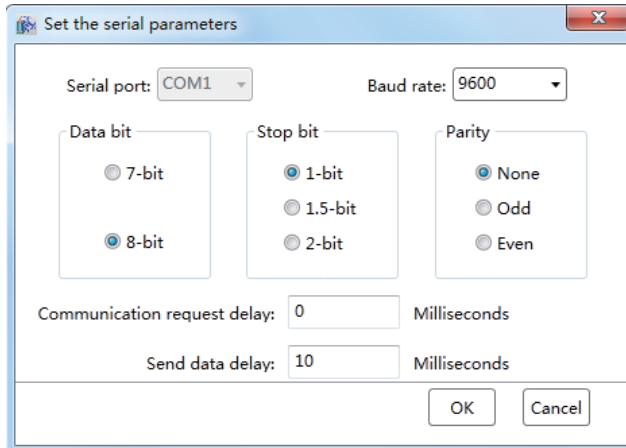 Set the serial parameters
Serial port: COM1 Baud rate: 9600
Data bit Stop bit Parity
7-bit 1-bit None
1.5-bit Odd
8-bit 2-bit Even
Communication request delay: 0 Milliseconds
Send data delay: 10 Milliseconds
OK Cancel